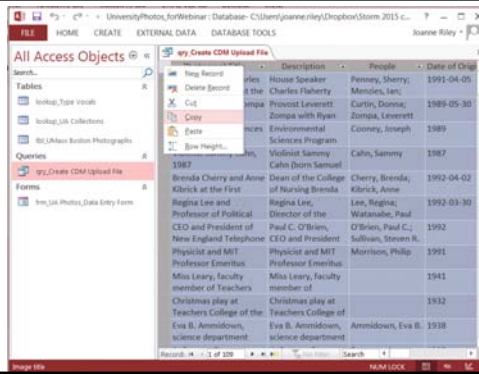 UniversityPhotos_forWebinar : Database- C:\Users\joanne.riley\Dropbox\Storm 2015 c...
FILE HOME CREATE EXTERNAL DATA DATABASE TOOLS Joanne Riley
All Access Objects
Search...
Tables
lookup_Type Vocab
lookup_UA Collections
tbl_UMass Boston Photographs
Queries
qry_Create CDM Upload File
Forms
frm_UA Photos_Data Entry Form
qry_Create CDM Upload File
Description People Date of Origi
New Record
Delete Record
Cut
Copy
Paste
Row Height...
House Speaker Penney, Sherry; 1991-04-05
Charles Flaherty Menzies, Ian;
Provost Leverett Curtin, Donna; 1989-05-30
Zompa with Ryan Zompa, Leverett
Environmental Cooney, Joseph 1989
Sciences Program
Violinist Sammy Cahn, Violinist Sammy Cahn, Sammy 1987
1987 Cahn (born Samuel
Brenda Cherry and Anne Dean of the College Cherry, Brenda; 1992-04-02
Kibrick at the First of Nursing Brenda Kibrick, Anne
Regina Lee and Regina Lee, Lee, Regina; 1992-03-30
Professor of Political Director of the Watanabe, Paul
CEO and President of Paul C. O'Brien, O'Brien, Paul C.; 1992
New England Telephone CEO and President Sullivan, Steven R.
Physicist and MIT Physicist and MIT Morrison, Philip 1991
Professor Emeritus Professor Emeritus
Miss Leary, faculty Miss Leary, faculty 1941
member of Teachers member of
Christmas play at Christmas play at 1932
Teachers College of the Teachers College of
Eva B. Ammidown, Eva B. Ammidown, Ammidown, Eva B. 1938
science department science department
Record: 1 of 109 No Filter Search
Image title NUM LOCK